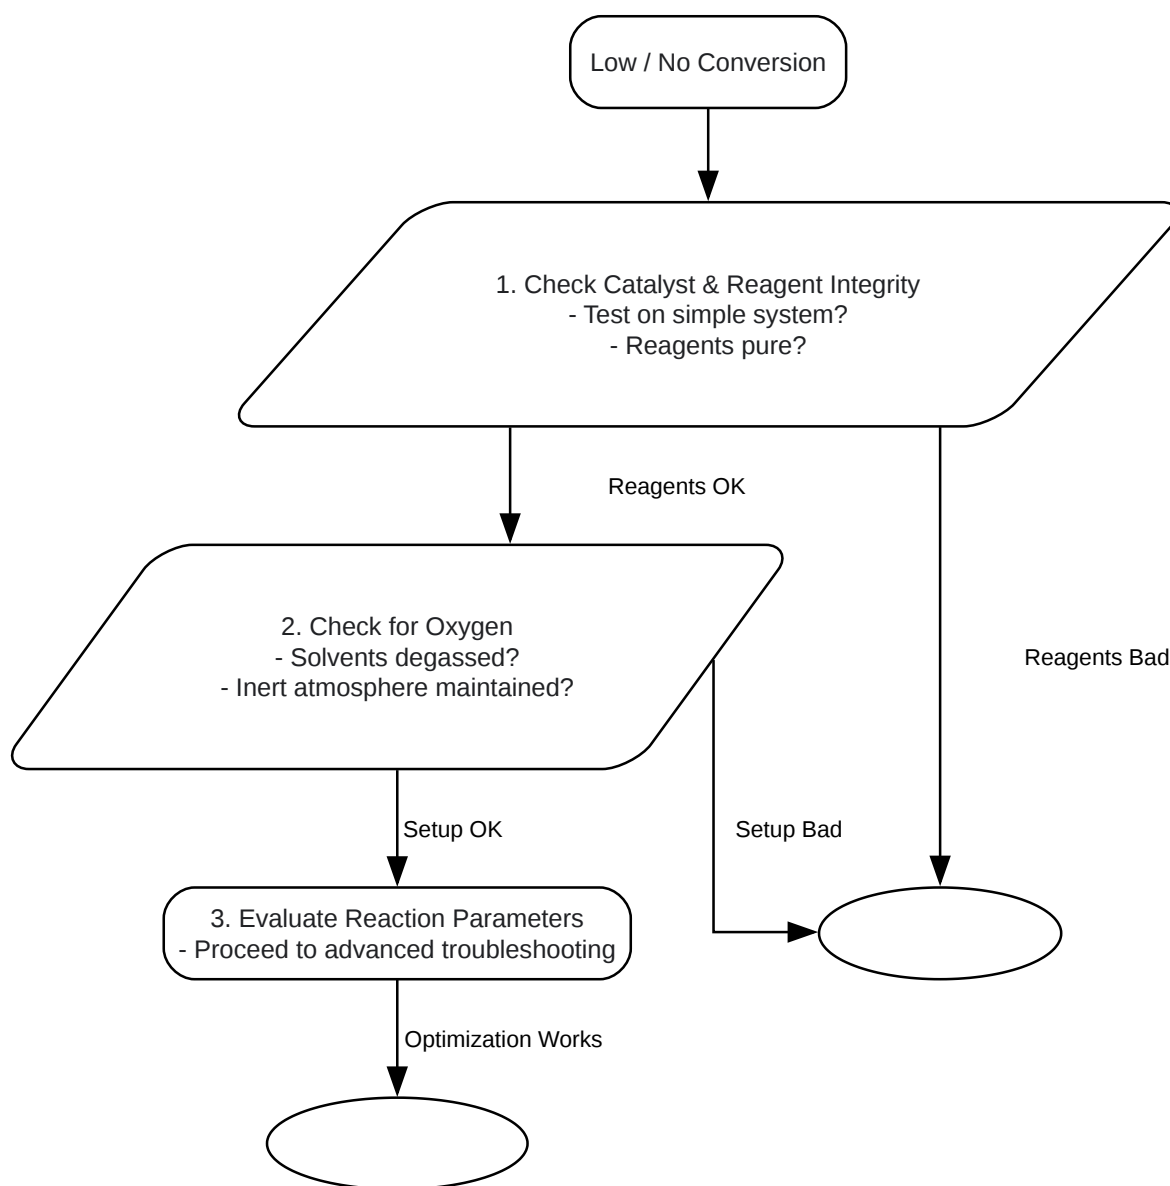 Low / No Conversion
1. Check Catalyst & Reagent Integrity
- Test on simple system?
- Reagents pure?
Reagents OK
2. Check for Oxygen
- Solvents degassed?
- Inert atmosphere maintained?
Reagents Bad
Setup OK
Setup Bad
3. Evaluate Reaction Parameters
- Proceed to advanced troubleshooting
Optimization Works